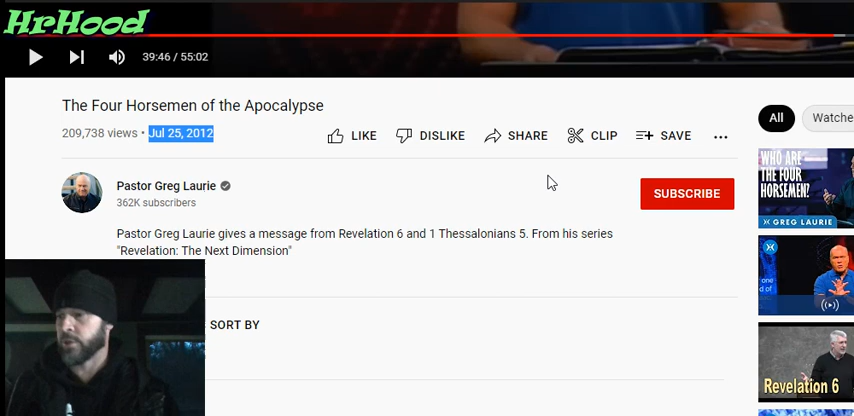 HrHood
39:46 / 55:02
The Four Horsemen of the Apocalypse
209,738 views • Jul 25, 2012
LIKE DISLIKE SHARE CLIP SAVE ...
All Watche
Pastor Greg Laurie
362K subscribers
SUBSCRIBE
Pastor Greg Laurie gives a message from Revelation 6 and 1 Thessalonians 5. From his series
"Revelation: The Next Dimension"
SORT BY
WHO ARE
THE FOUR
HORSEMEN?
GREG LAURIE
one
d of
Revelation 6